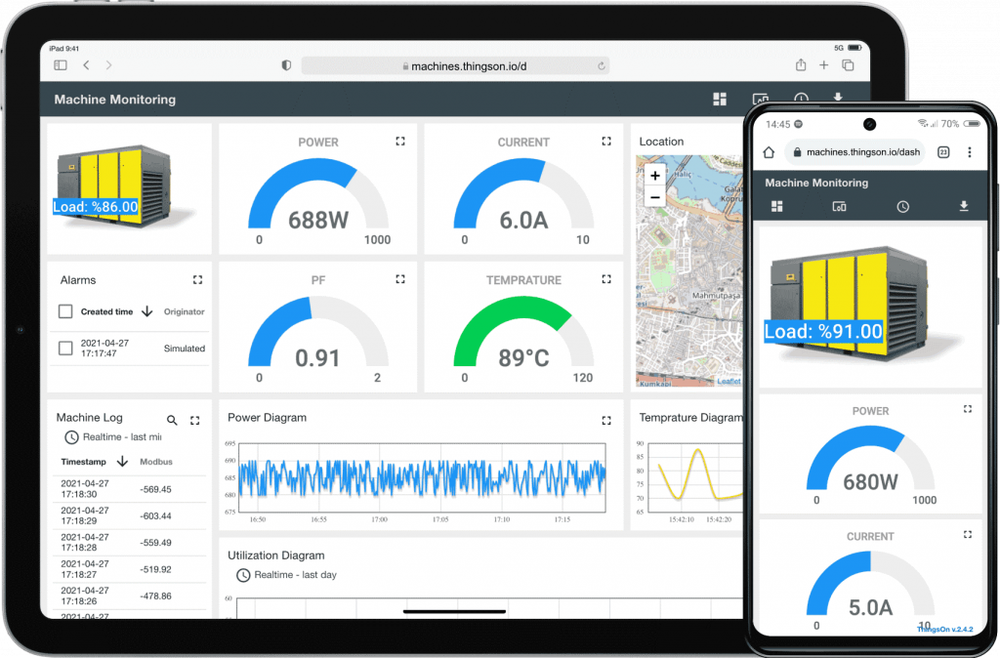 iPad 9:41
5G
machines.thingson.io/d
Machine Monitoring
Load: %86.00
POWER
688W
0
1000
CURRENT
6.0A
0
10
Location
+
−
Haliç
Mahmutpaşa
Kumkapı
Leaflet
Alarms
Created time
Originator
2021-04-27
17:17:47
Simulated
PF
0.91
0
2
TEMPRATURE
89°C
0
120
Machine Log
Realtime - last mi
Timestamp
Modbus
2021-04-27
17:18:30
-569.45
2021-04-27
17:18:29
-603.44
2021-04-27
17:18:28
-559.49
2021-04-27
17:18:27
-519.92
2021-04-27
17:18:26
-478.86
2021-04-27
Power Diagram
695
690
685
680
675
16:50
16:55
17:00
17:05
17:10
17:15
Temprature Diagram
90
85
80
75
70
65
15:42:10
15:42:20
Utilization Diagram
Realtime - last day
60
14:45
70%
machines.thingson.io/dash
23
Machine Monitoring
Load: %91.00
POWER
680W
0
1000
CURRENT
5.0A
0
10
ThingsOn v.2.4.2